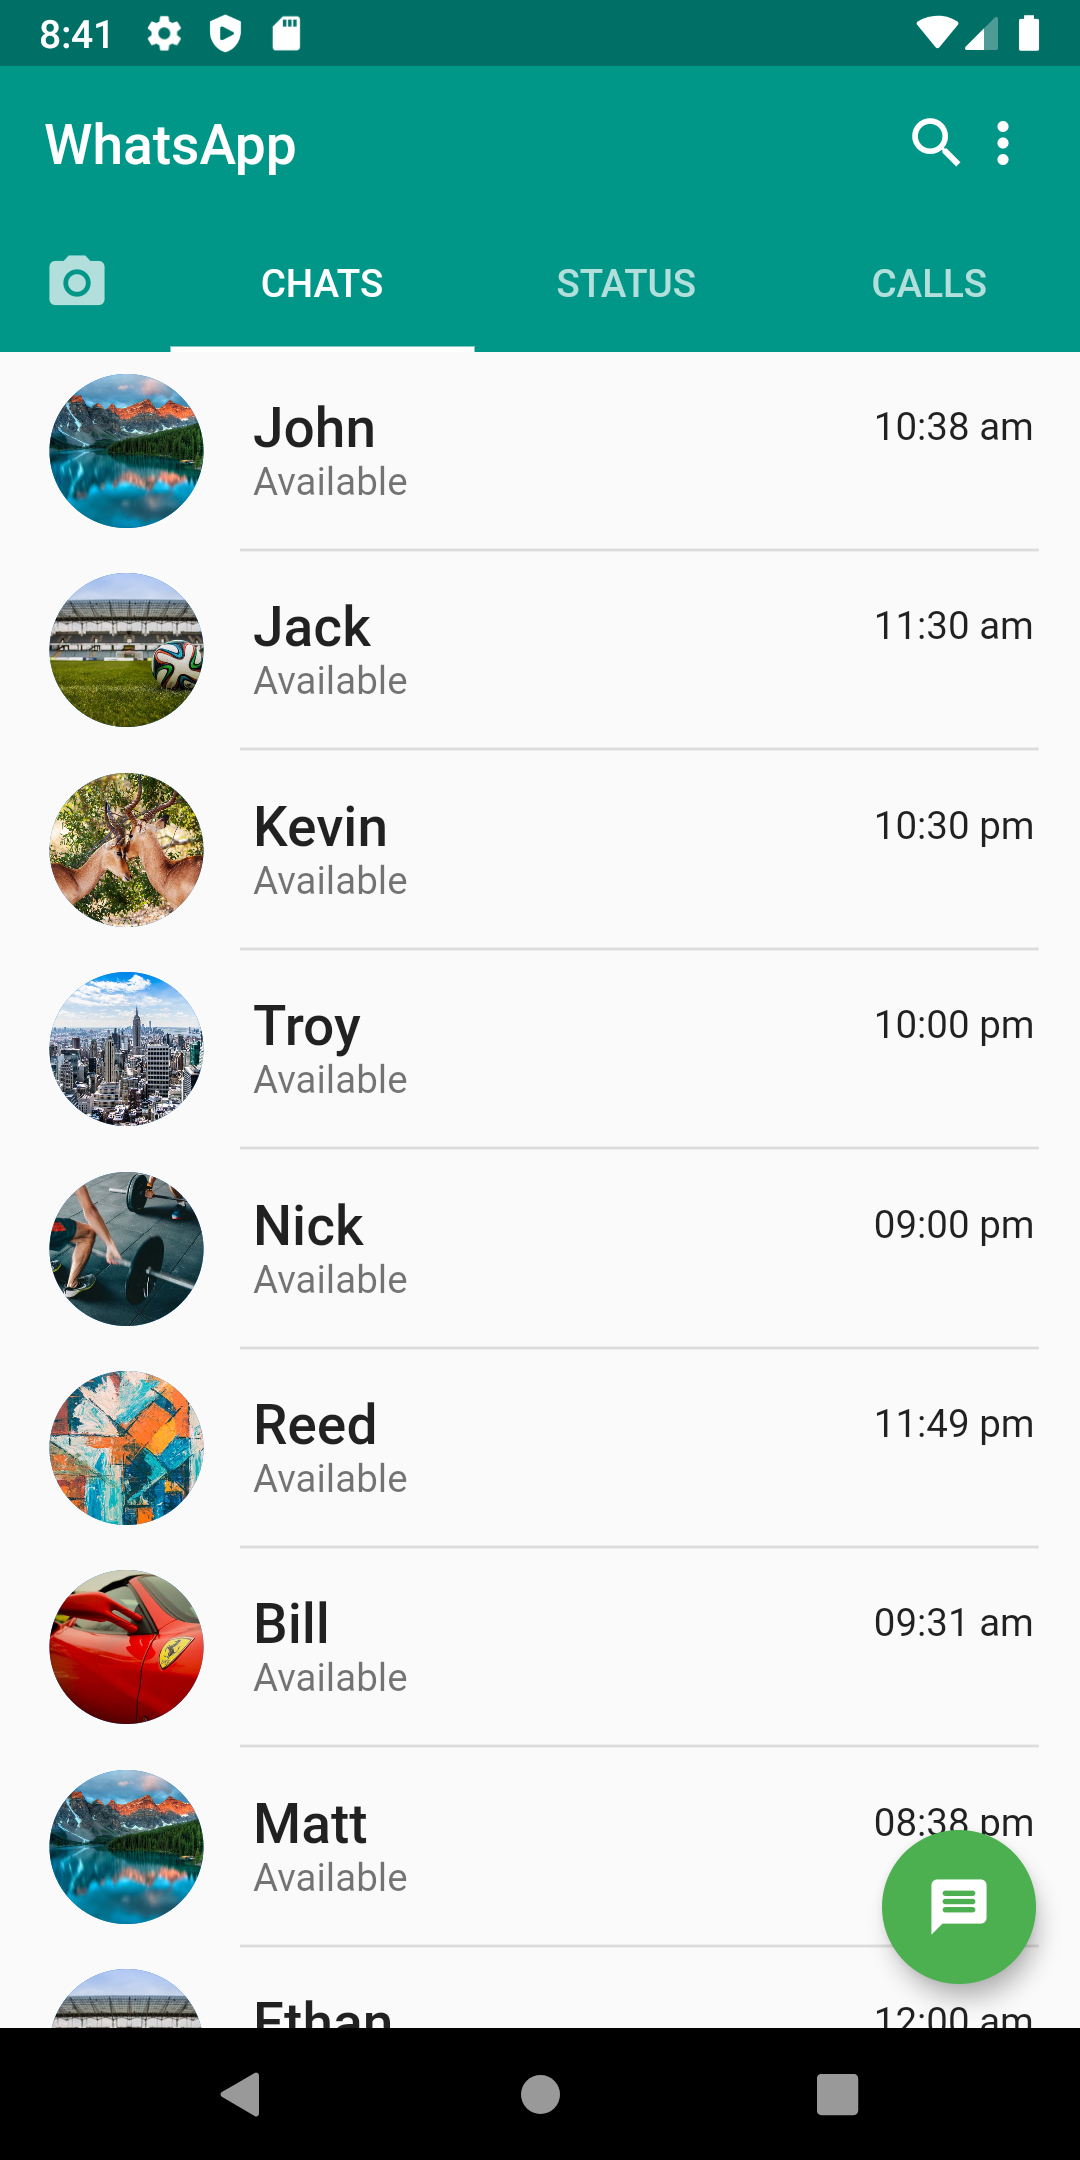 8:41
WhatsApp
CHATS STATUS CALLS
John 10:38 am
Available
Jack 11:30 am
Available
Kevin 10:30 pm
Available
Troy 10:00 pm
Available
Nick 09:00 pm
Available
Reed 11:49 pm
Available
Bill 09:31 am
Available
Matt 08:38 pm
Available
Ethan 12:00 am